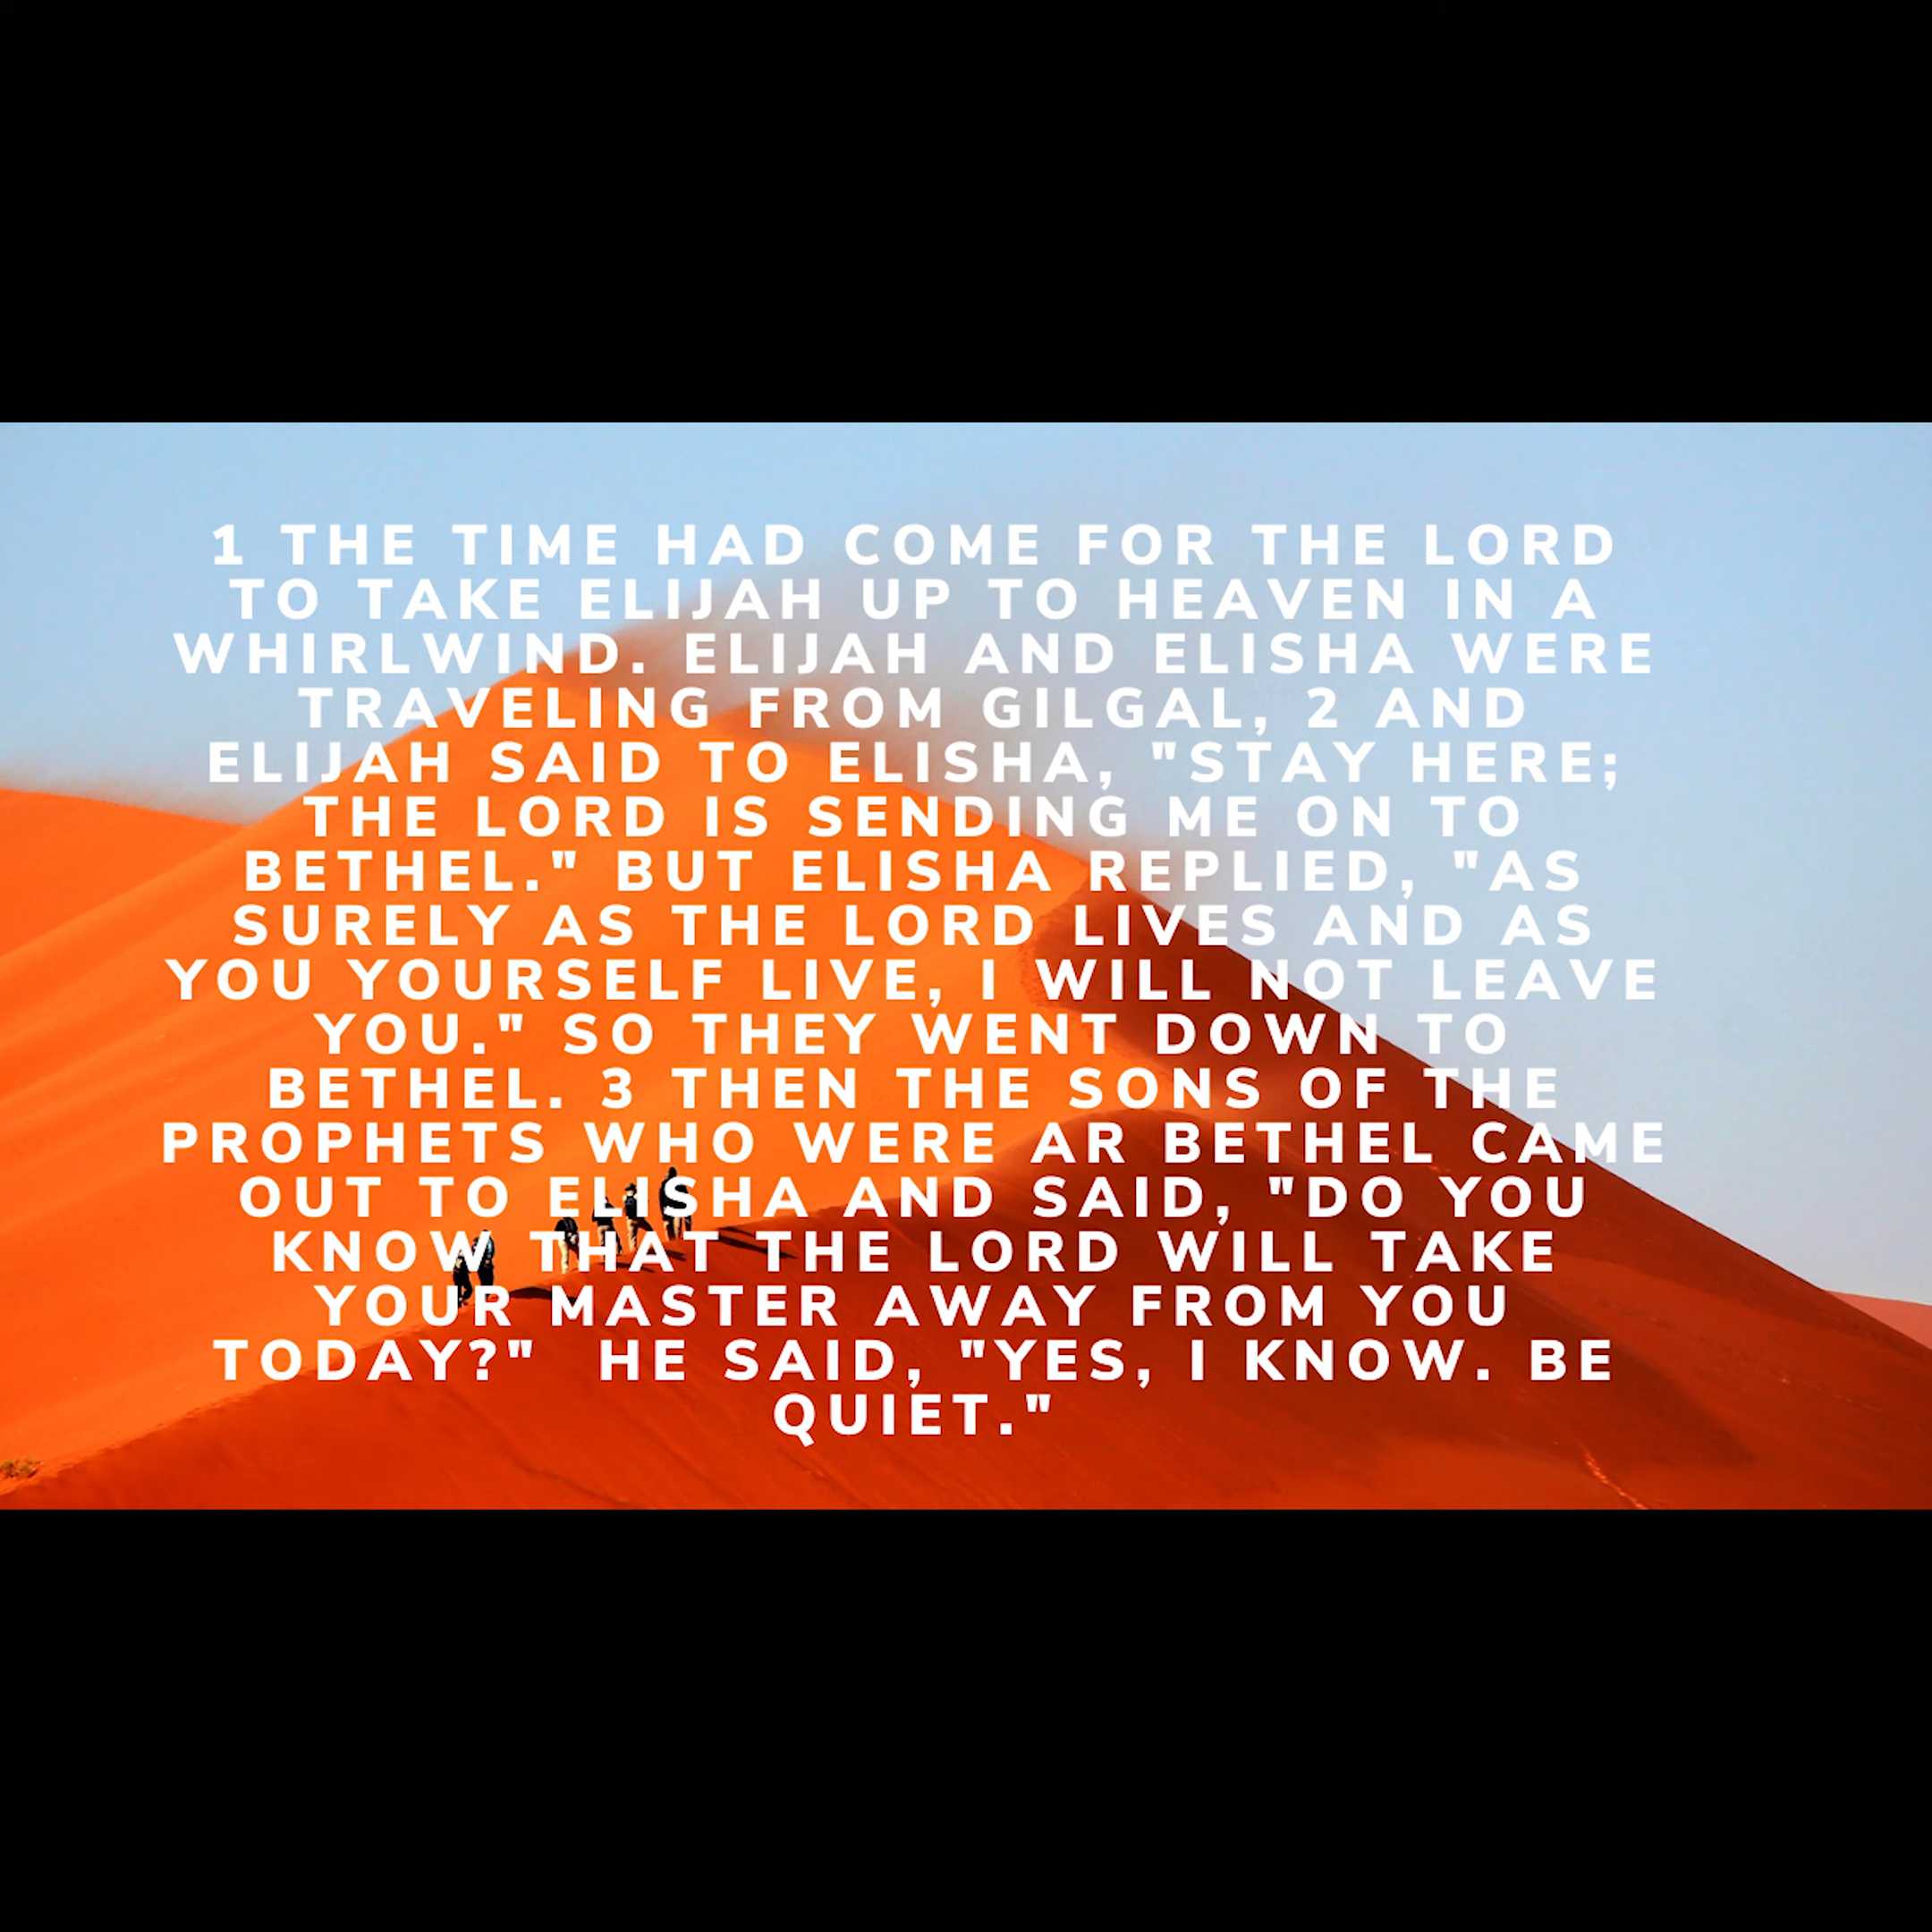 1 THE TIME HAD COME FOR THE LORD
TO TAKE ELIJAH UP TO HEAVEN IN A
WHIRLWIND. ELIJAH AND ELISHA WERE
TRAVELING FROM GILGAL, 2 AND
ELIJAH SAID TO ELISHA, "STAY HERE;
THE LORD IS SENDING ME ON TO
BETHEL." BUT ELISHA REPLIED, "AS
SURELY AS THE LORD LIVES AND AS
YOU YOURSELF LIVE, I WILL NOT LEAVE
YOU." SO THEY WENT DOWN TO
BETHEL. 3 THEN THE SONS OF THE
PROPHETS WHO WERE AR BETHEL CAME
OUT TO ELISHA AND SAID, "DO YOU
KNOW THAT THE LORD WILL TAKE
YOUR MASTER AWAY FROM YOU
TODAY?" HE SAID, "YES, I KNOW. BE
QUIET."